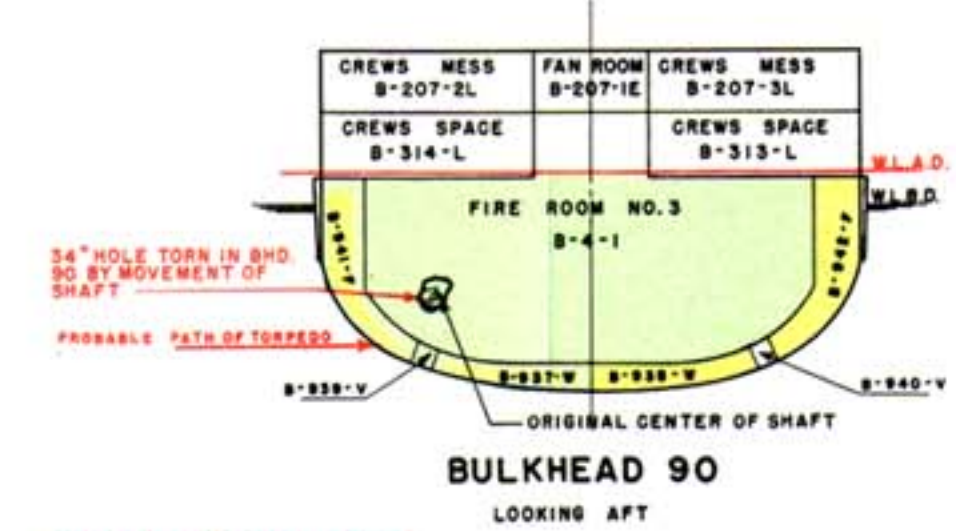 CREWS MESS
B-207-2L
FAN ROOM
B-207-1E
CREWS MESS
B-207-3L
CREWS SPACE
B-314-L
CREWS SPACE
B-313-L
W.L.A.D.
W.L.B.D.
FIRE ROOM NO.3
B-4-1
B-941-F
B-942-F
34" HOLE TORN IN BHD.
90 BY MOVEMENT OF
SHAFT
PROBABLE PATH OF TORPEDO
B-939-V
B-937-W
B-938-W
B-940-V
ORIGINAL CENTER OF SHAFT
BULKHEAD 90
LOOKING AFT